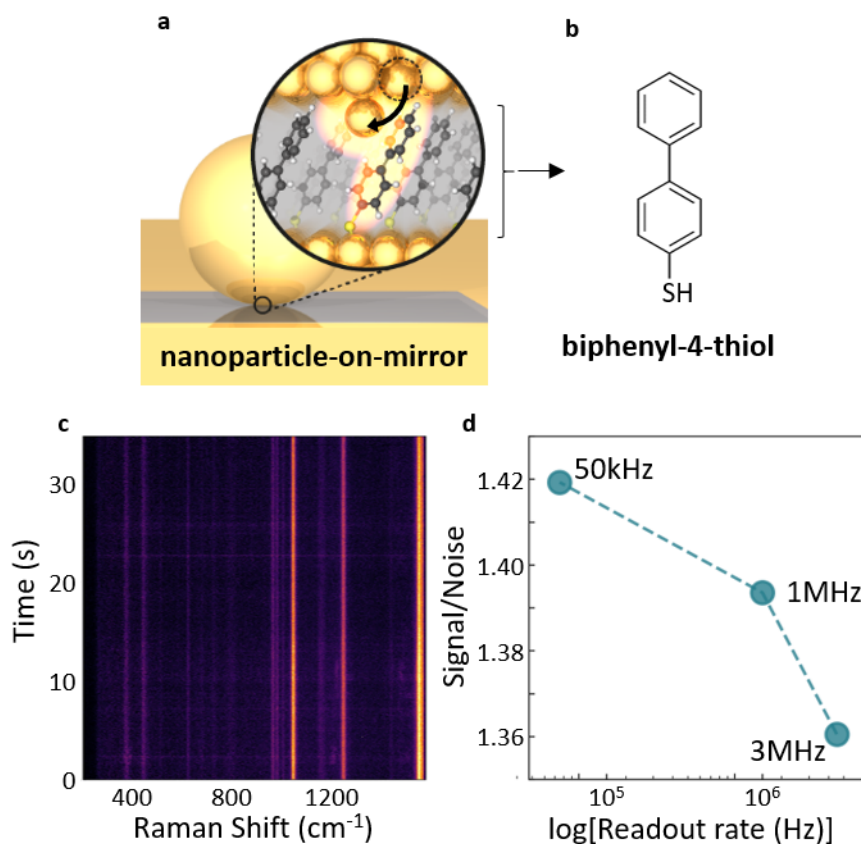 a
b
SH
nanoparticle-on-mirror
biphenyl-4-thiol
c
d
30
20
10
0
Time (s)
400
800
1200
Raman Shift (cm⁻¹)
1.42
1.40
1.38
1.36
Signal/Noise
50kHz
1MHz
3MHz
10⁵
10⁶
log[Readout rate (Hz)]